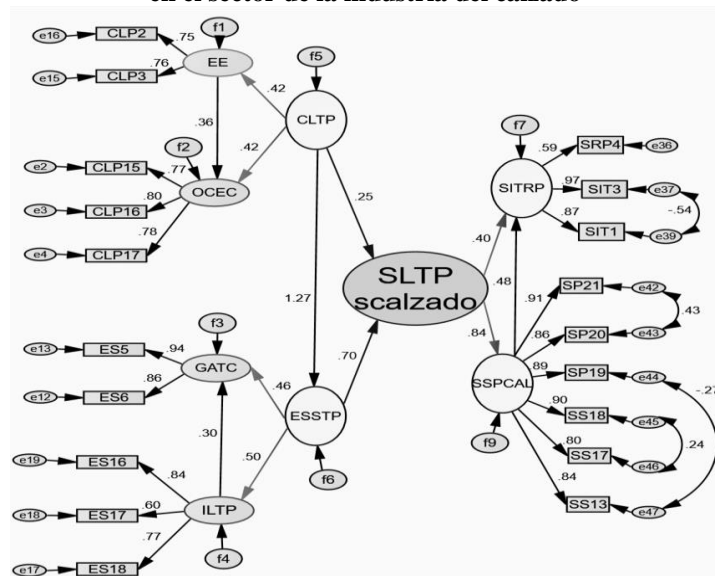 en el sector de la industria del calzado
f1
e16
CLP2
.75
EE
e15
CLP3
.76
f5
.42
CLTP
.36
f2
.42
e2
CLP15
.77
OCEC
e3
CLP16
.80
e4
CLP17
.78
.25
f7
.59
SRP4
e36
SITRP
.97
SIT3
e37
.87
SIT1
e39
-.54
.40
SLTP
scalzado
.48
1.27
.84
.91
SP21
e42
.43
.86
SP20
e43
f3
e13
ES5
.94
GATC
e12
ES6
.86
.46
.70
.89
SP19
e44
-.27
SSPCAL
ESSTP
.90
SS18
e45
.24
.80
SS17
e46
f9
.30
.50
.84
SS13
e47
f6
e19
ES16
.84
e18
ES17
.60
ILTP
e17
ES18
.77
f4